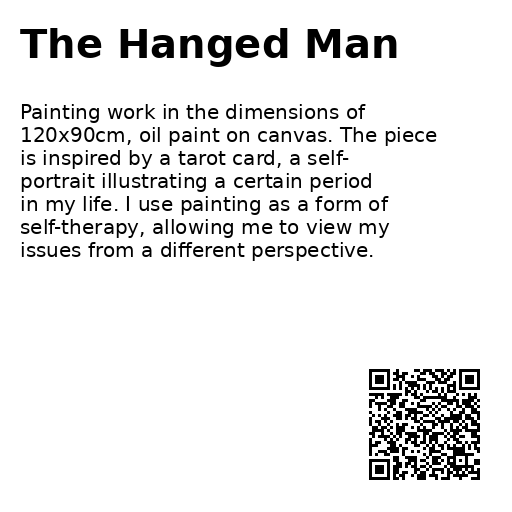 The Hanged Man
Painting work in the dimensions of
120x90cm, oil paint on canvas. The piece
is inspired by a tarot card, a self-
portrait illustrating a certain period
in my life. I use painting as a form of
self-therapy, allowing me to view my
issues from a different perspective.